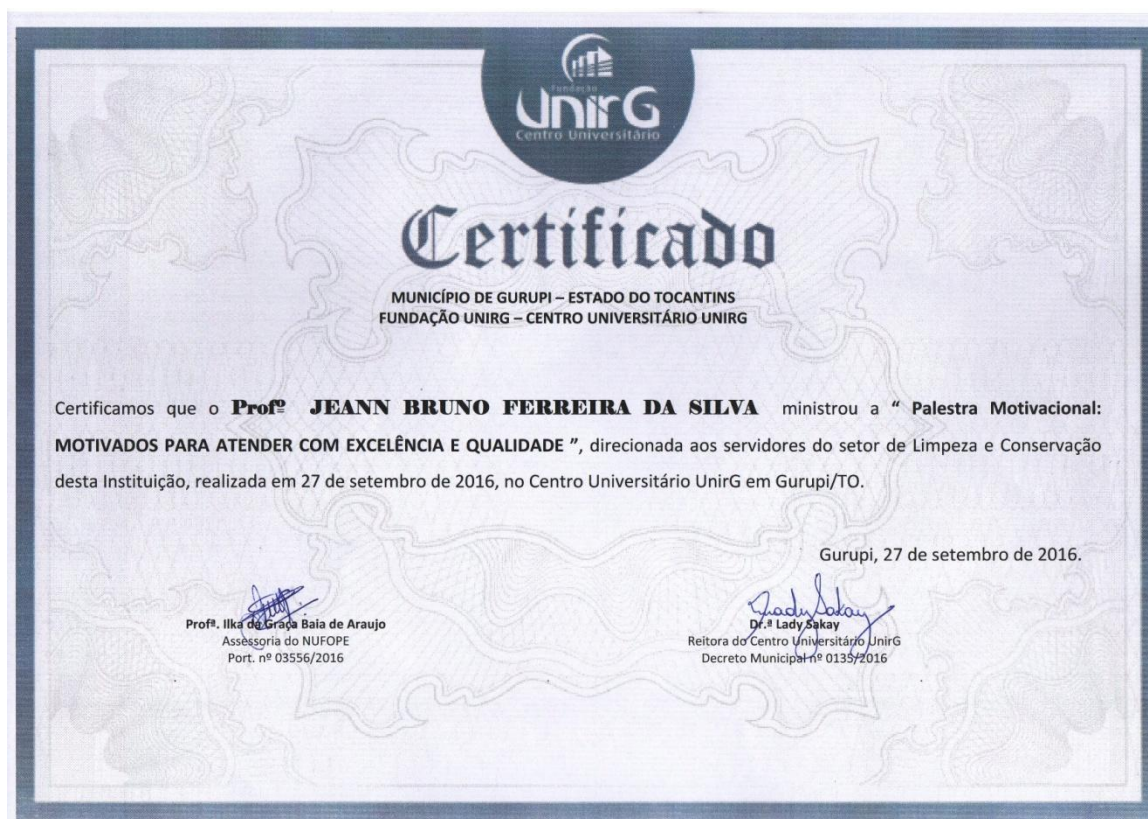 Fundação
UnirG
Centro Universitário
Certificado
MUNICÍPIO DE GURUPI – ESTADO DO TOCANTINS
FUNDAÇÃO UNIRG – CENTRO UNIVERSITÁRIO UNIRG
Certificamos que o Profº JEANN BRUNO FERREIRA DA SILVA ministrou a “ Palestra Motivacional:
MOTIVADOS PARA ATENDER COM EXCELÊNCIA E QUALIDADE ”, direcionada aos servidores do setor de Limpeza e Conservação
desta Instituição, realizada em 27 de setembro de 2016, no Centro Universitário UnirG em Gurupi/TO.
Gurupi, 27 de setembro de 2016.
Profª. Ilka da Graça Baia de Araujo
Assessoria do NUFOPE
Port. nº 03556/2016
Lady Sakay
Dr.ª Lady Sakay
Reitora do Centro Universitário UnirG
Decreto Municipal nº 0135/2016